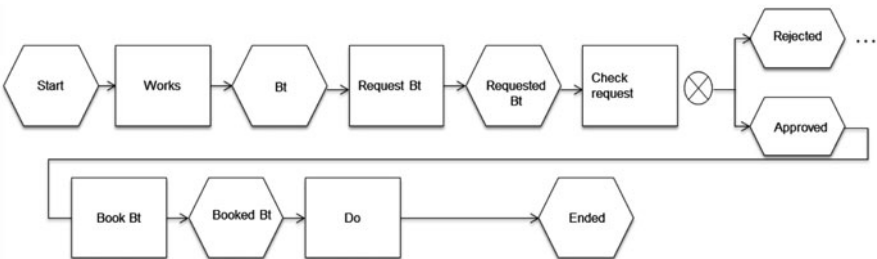 Start
Works
Bt
Request Bt
Requested
Bt
Check
request
Rejected
...
Approved
Book Bt
Booked Bt
Do
Ended